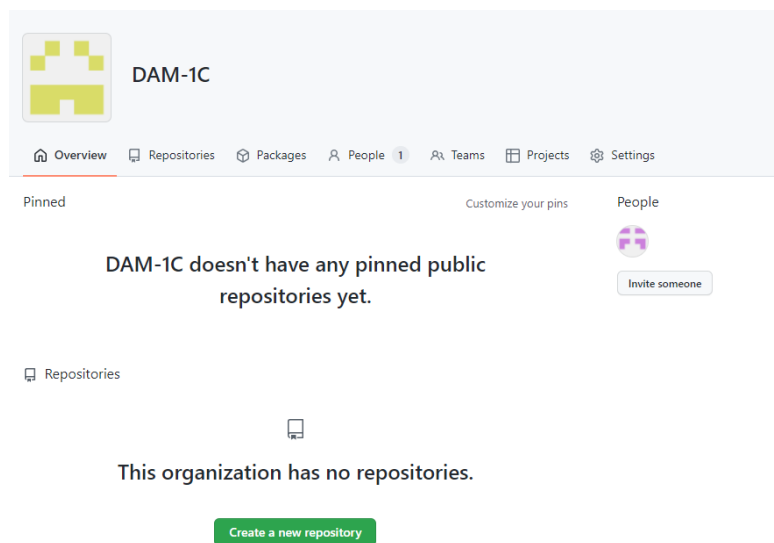 DAM-1C
Overview Repositories Packages People 1 Teams Projects Settings
Pinned Customize your pins
DAM-1C doesn't have any pinned public
repositories yet.
People
Invite someone
Repositories
This organization has no repositories.
Create a new repository